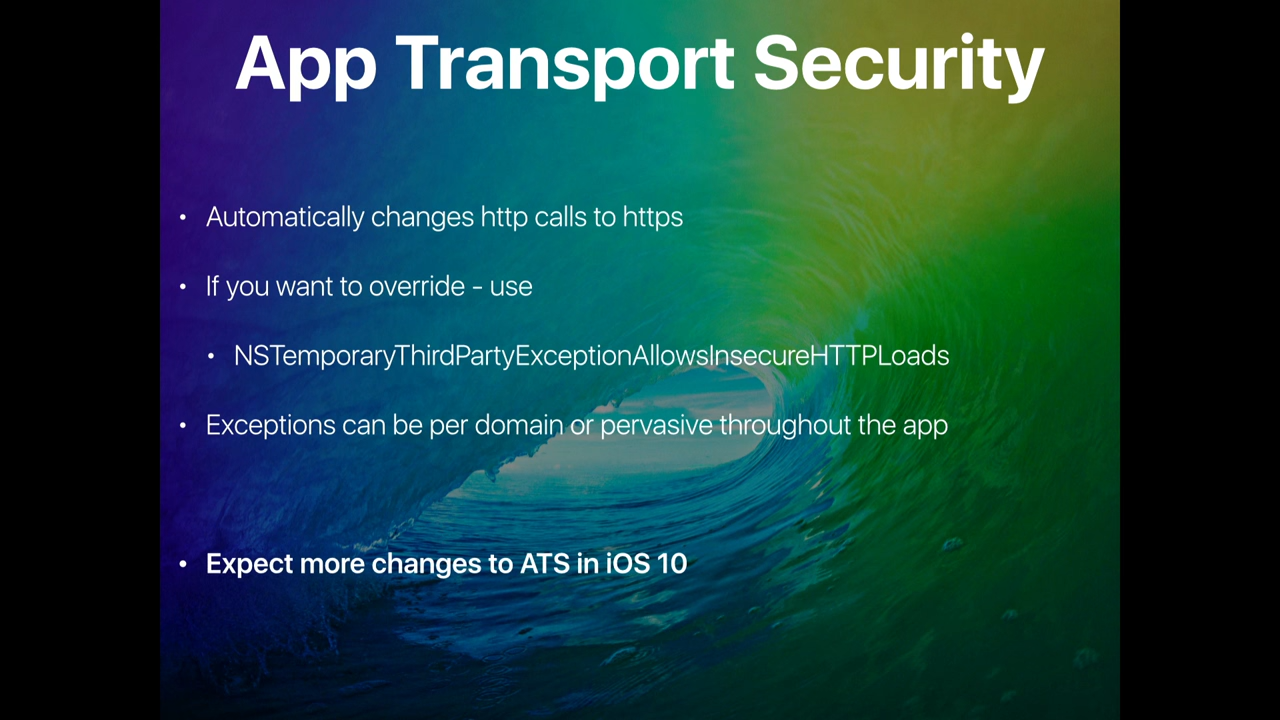 App Transport Security
• Automatically changes http calls to https
• If you want to override - use
• NSTemporaryThirdPartyExceptionAllowsInsecureHTTPLoads
• Exceptions can be per domain or pervasive throughout the app
• Expect more changes to ATS in iOS 10